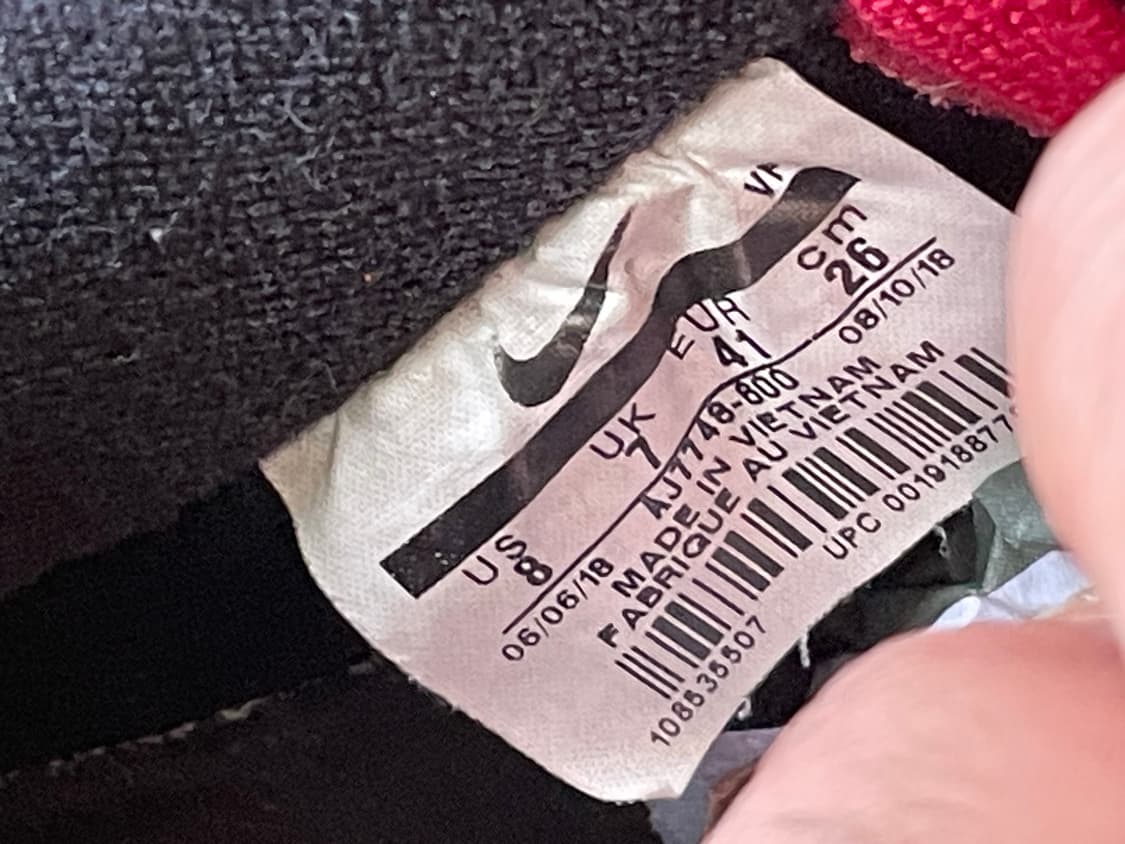 US UK EUR cm
8 7 41 26
06/06/18 08/10/18
AJ7748-600
MADE IN VIETNAM
FABRIQUE AU VIETNAM
UPC 001918877